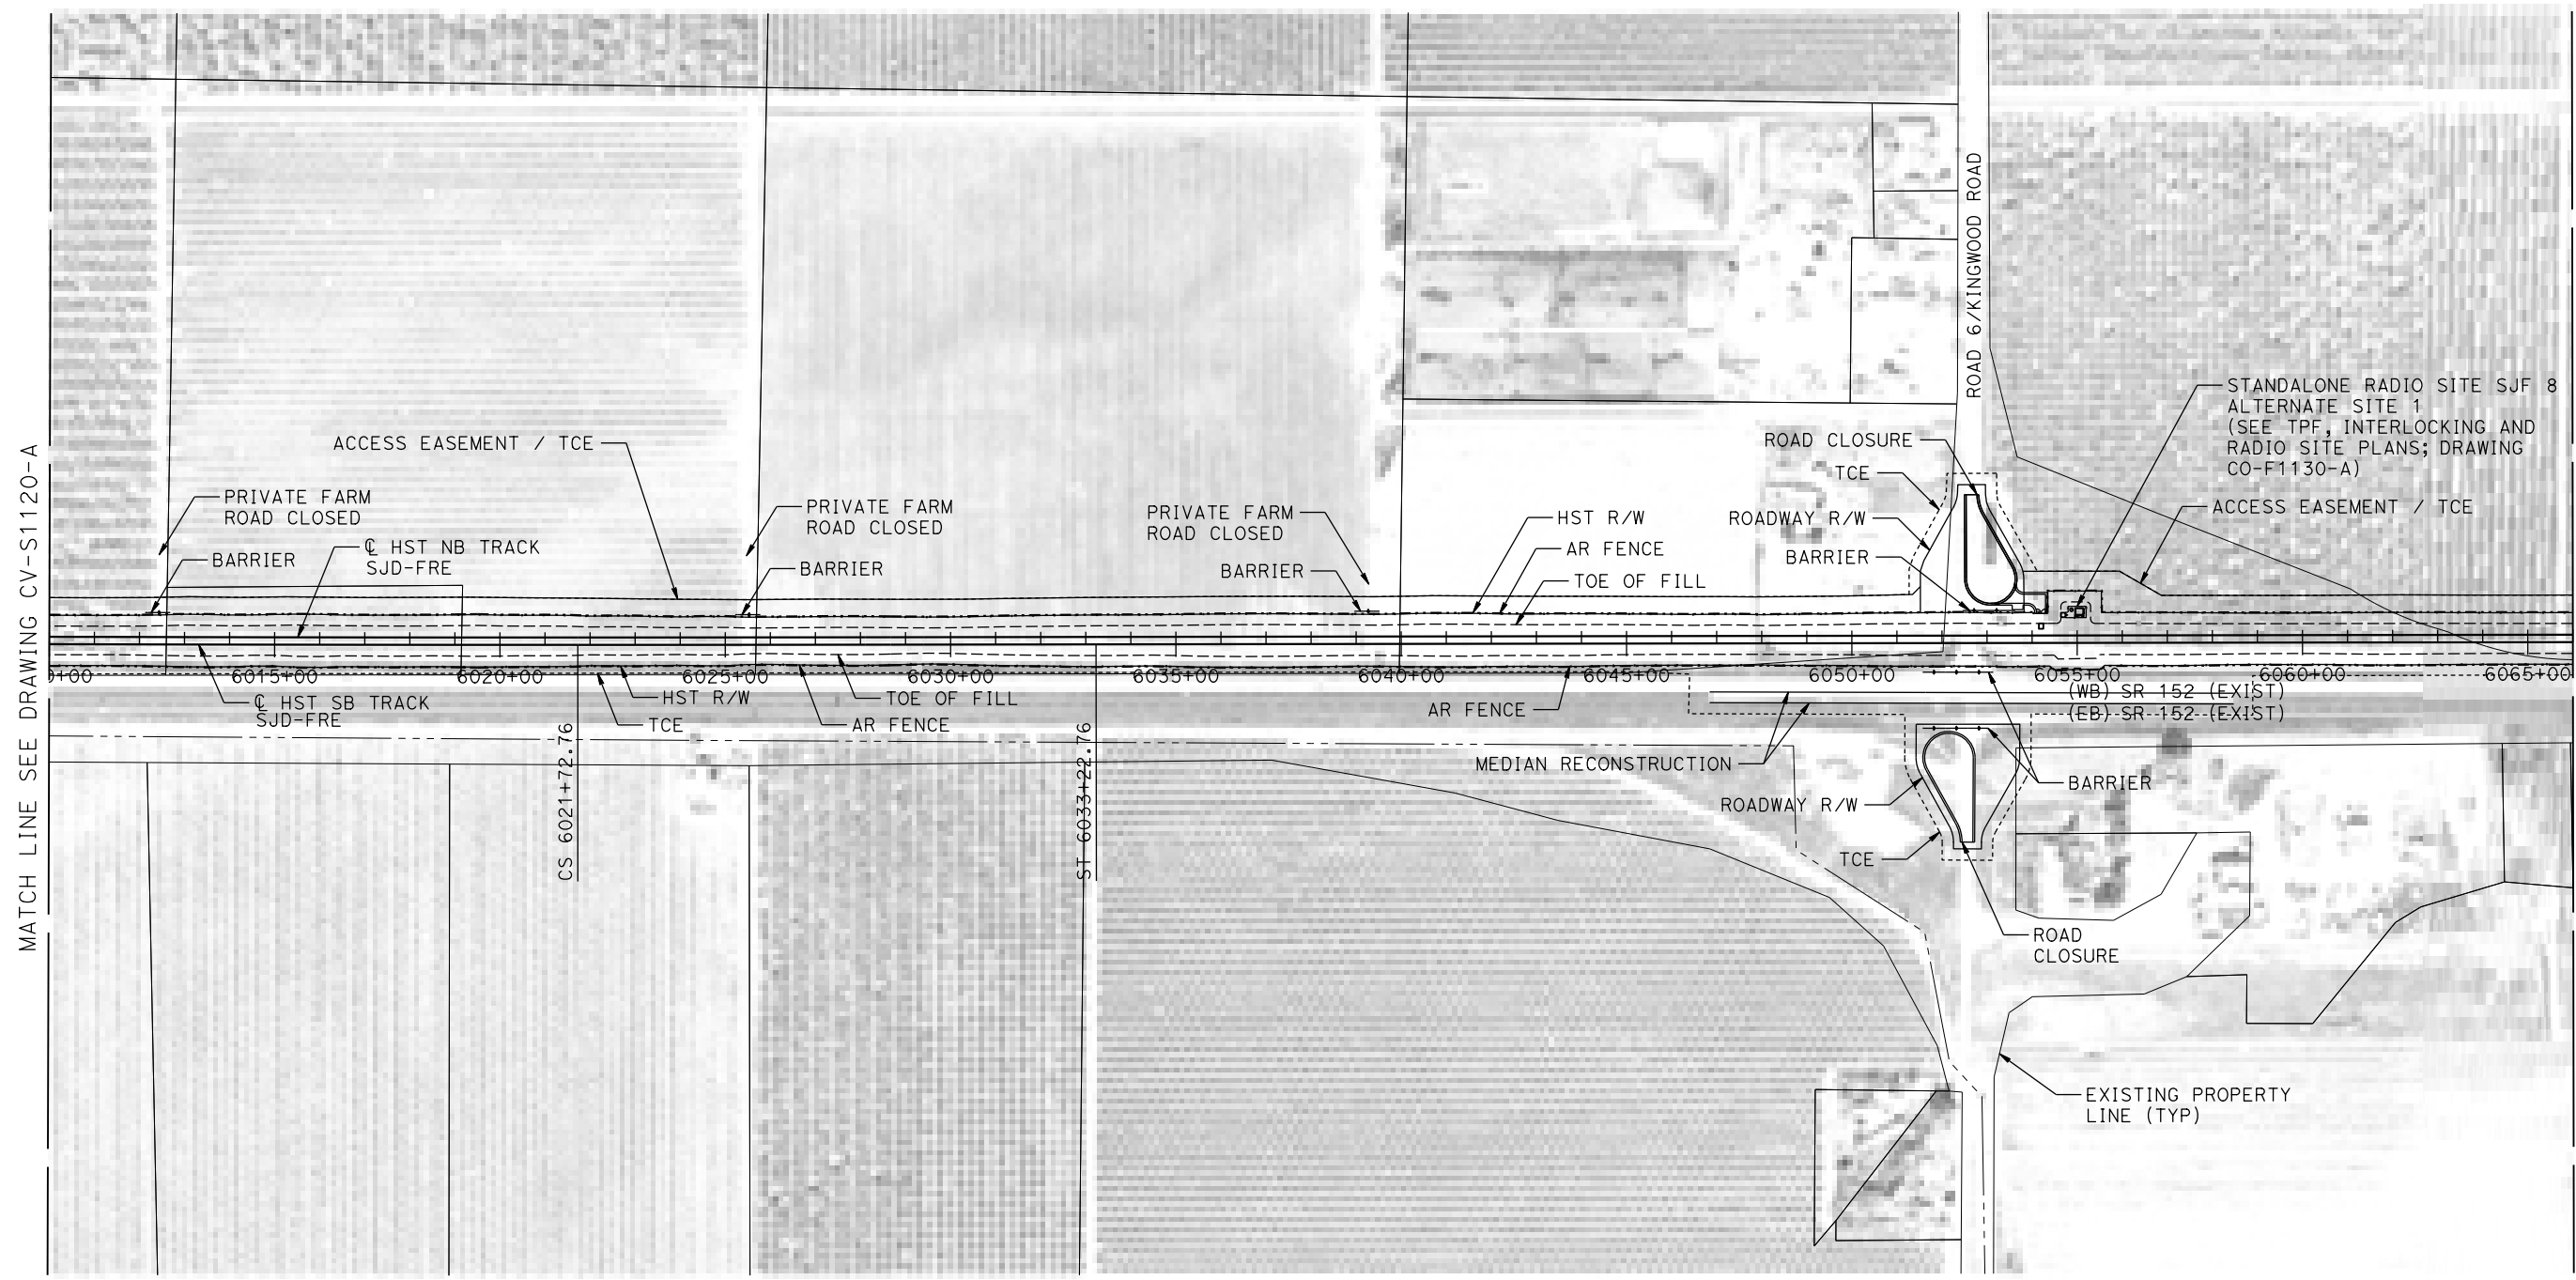 MATCH LINE SEE DRAWING CV-S1120-A
ROAD 6/KINGWOOD ROAD
STANDALONE RADIO SITE SJF 8
ALTERNATE SITE 1
(SEE TPF, INTERLOCKING AND
RADIO SITE PLANS; DRAWING
CO-F1130-A)
ACCESS EASEMENT / TCE
ROAD CLOSURE
TCE
PRIVATE FARM
ROAD CLOSED
PRIVATE FARM
ROAD CLOSED
PRIVATE FARM
ROAD CLOSED
HST R/W
ROADWAY R/W
ACCESS EASEMENT / TCE
BARRIER
℄ HST NB TRACK
SJD-FRE
BARRIER
BARRIER
AR FENCE
TOE OF FILL
BARRIER
+00
6015+00
6020+00
6025+00
6030+00
6035+00
6040+00
6045+00
6050+00
6055+00
6060+00
6065+00
(WB) SR 152 (EXIST)
(EB) SR 152 (EXIST)
℄ HST SB TRACK
SJD-FRE
HST R/W
TCE
TOE OF FILL
AR FENCE
AR FENCE
CS 6021+72.76
ST 6033+22.76
MEDIAN RECONSTRUCTION
BARRIER
ROADWAY R/W
TCE
ROAD
CLOSURE
EXISTING PROPERTY
LINE (TYP)